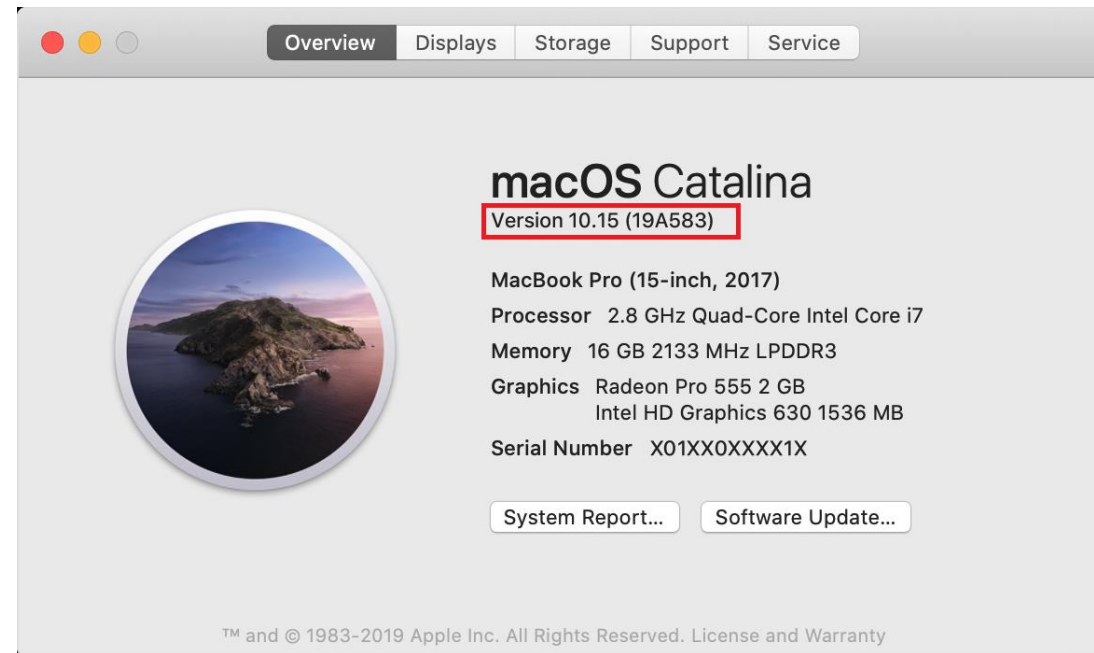 Overview Displays Storage Support Service
macOS Catalina
Version 10.15 (19A583)
MacBook Pro (15-inch, 2017)
Processor 2.8 GHz Quad-Core Intel Core i7
Memory 16 GB 2133 MHz LPDDR3
Graphics Radeon Pro 555 2 GB
Intel HD Graphics 630 1536 MB
Serial Number X01XX0XXXX1X
System Report... Software Update...
™ and © 1983-2019 Apple Inc. All Rights Reserved. License and Warranty